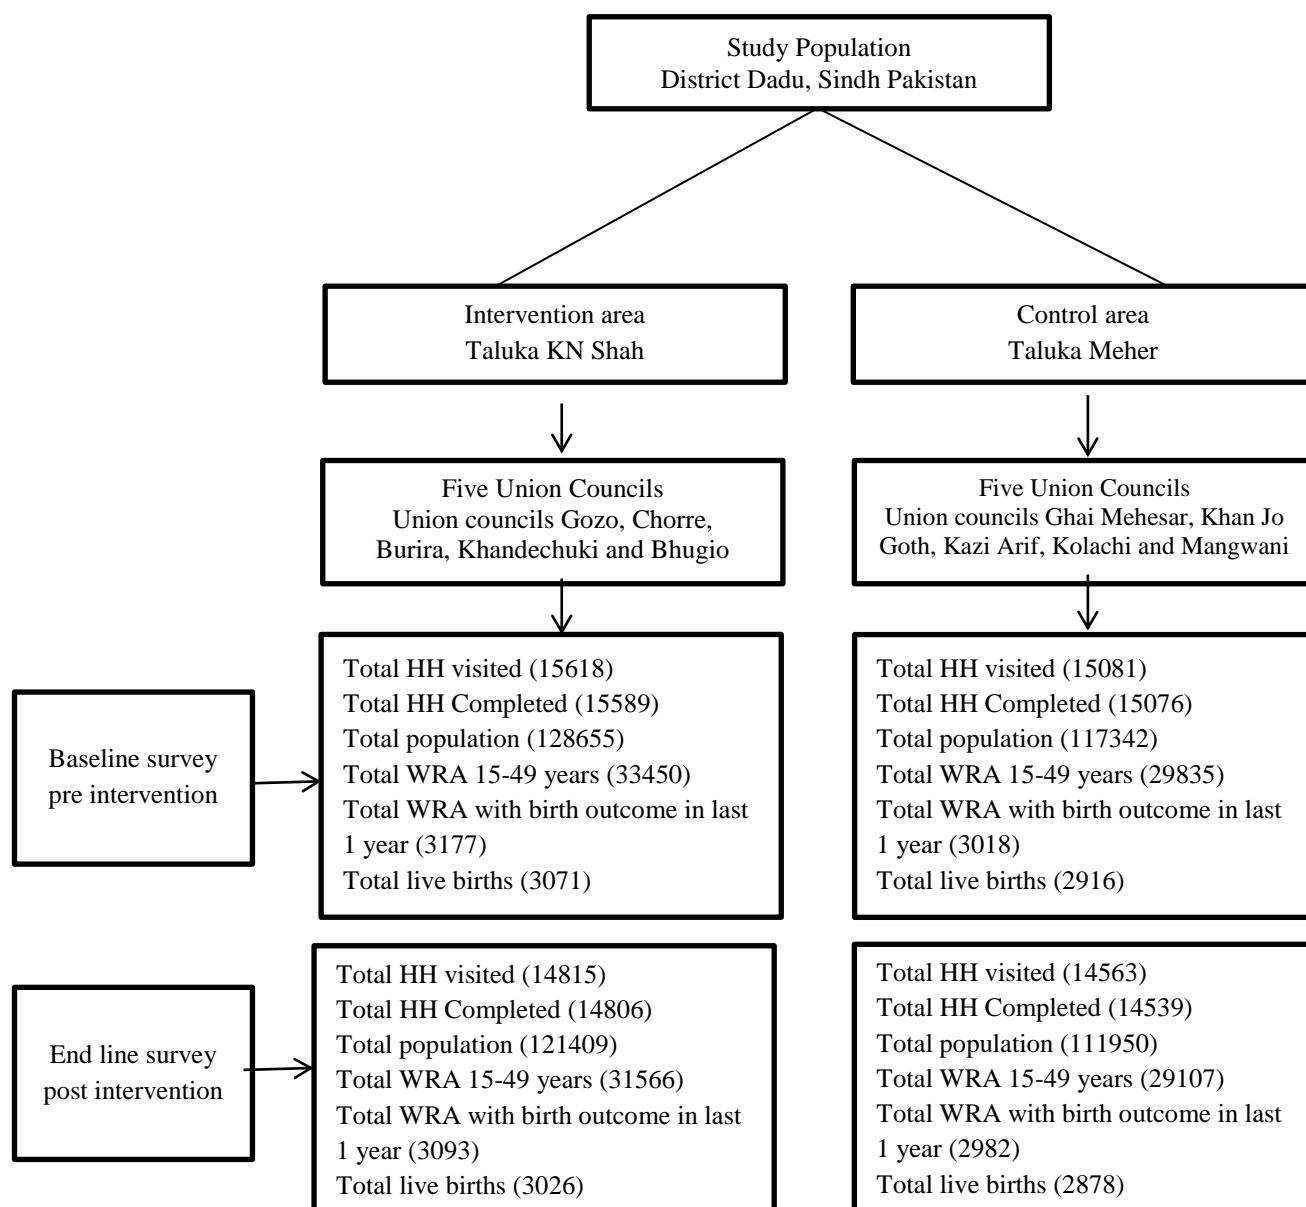 Study Population
District Dadu, Sindh Pakistan
Intervention area
Taluka KN Shah
Control area
Taluka Meher
Five Union Councils
Union councils Gozo, Chorre,
Burira, Khandechuki and Bhugio
Five Union Councils
Union councils Ghai Mehesar, Khan Jo
Goth, Kazi Arif, Kolachi and Mangwani
Baseline survey
pre intervention
Total HH visited (15618)
Total HH Completed (15589)
Total population (128655)
Total WRA 15-49 years (33450)
Total WRA with birth outcome in last
1 year (3177)
Total live births (3071)
Total HH visited (15081)
Total HH Completed (15076)
Total population (117342)
Total WRA 15-49 years (29835)
Total WRA with birth outcome in last
1 year (3018)
Total live births (2916)
End line survey
post intervention
Total HH visited (14815)
Total HH Completed (14806)
Total population (121409)
Total WRA 15-49 years (31566)
Total WRA with birth outcome in last
1 year (3093)
Total live births (3026)
Total HH visited (14563)
Total HH Completed (14539)
Total population (111950)
Total WRA 15-49 years (29107)
Total WRA with birth outcome in last
1 year (2982)
Total live births (2878)